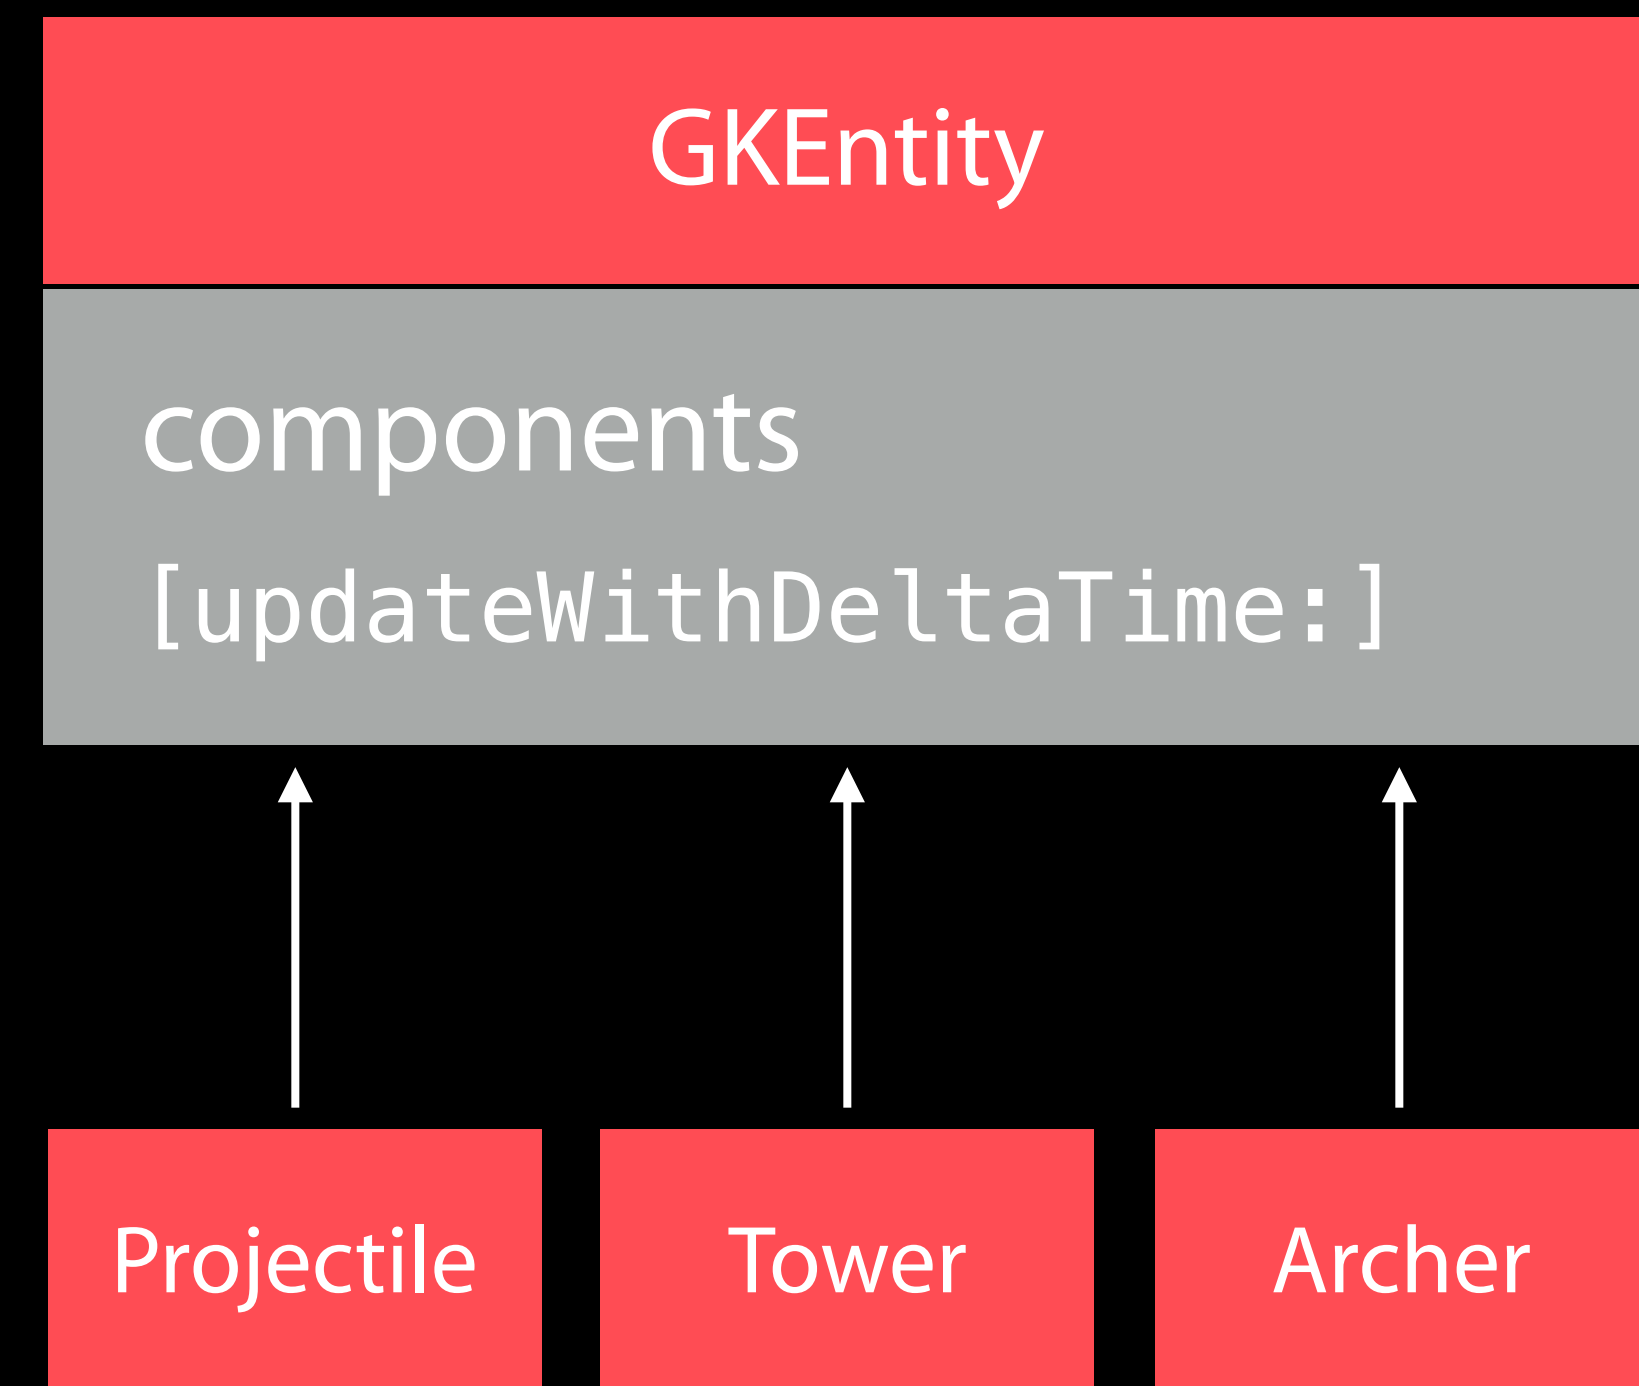 GKEntity
components
[updateWithDeltaTime:]
Projectile
Tower
Archer